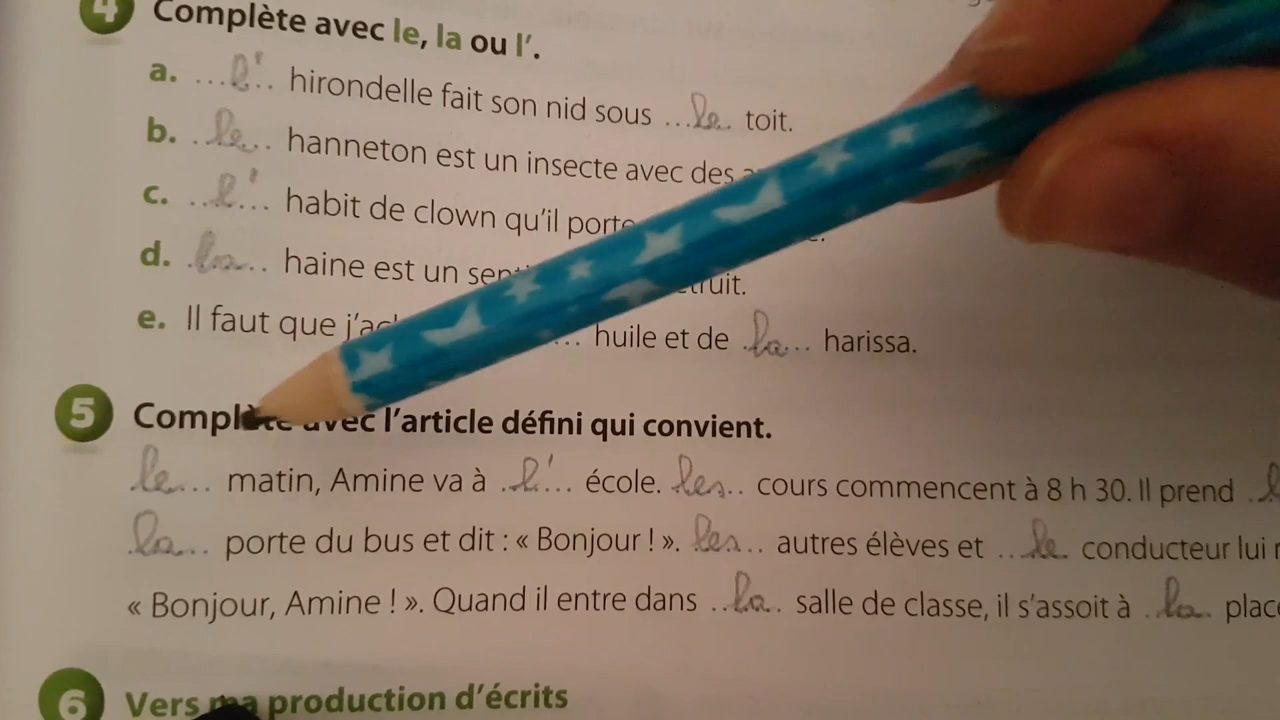 4 Complète avec le, la ou l'.
a. ...l'... hirondelle fait son nid sous ...le... toit.
b. ...le... hanneton est un insecte avec des
c. ...l'... habit de clown qu'il porte
d. ...la... haine est un
e. Il faut que huile et de ...la... harissa.
5 Complète avec l'article défini qui convient.
le... matin, Amine va à ...l'... école. les... cours commencent à 8 h 30. Il prend
la... porte du bus et dit : « Bonjour ! ». les... autres élèves et ...le conducteur lui
« Bonjour, Amine ! ». Quand il entre dans ...la... salle de classe, il s'assoit à ...la...
6 Vers ma production d'écrits